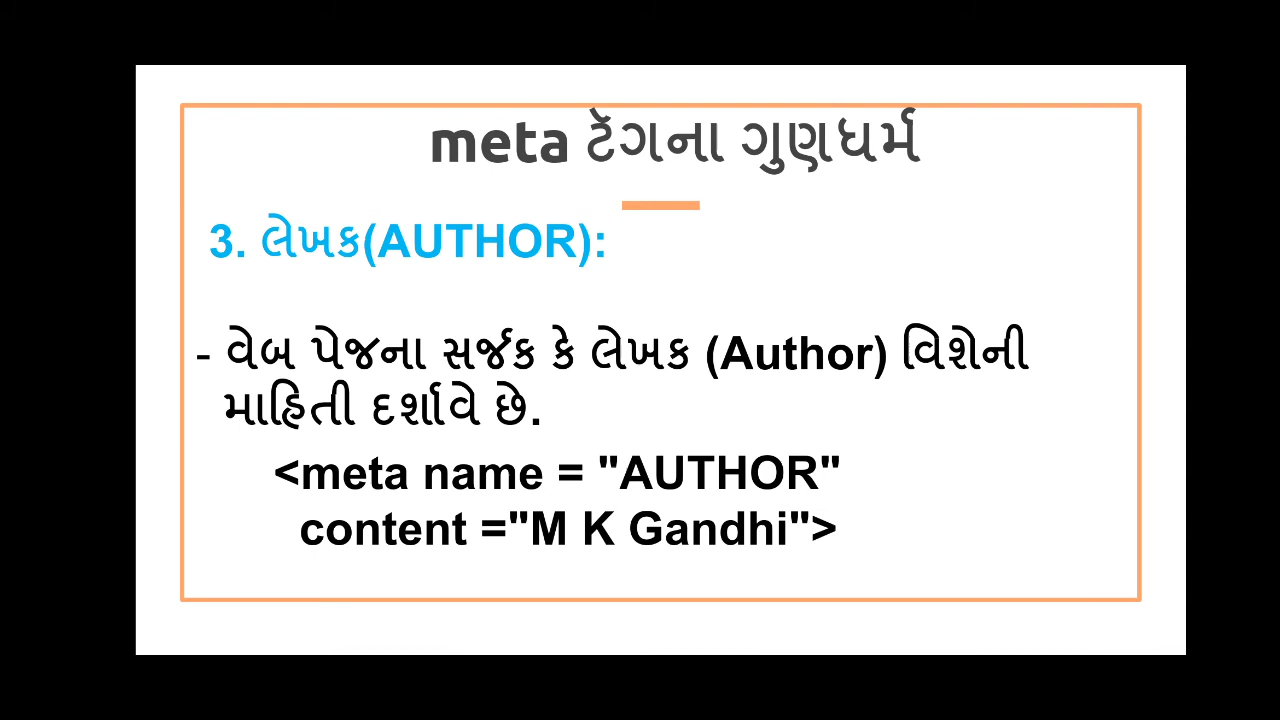 meta ટૅગના ગુણધર્મ
3. લેખક(AUTHOR):
- વેબ પેજના સર્જક કે લેખક (Author) વિશેની
માહિતી દર્શાવે છે.
<meta name = "AUTHOR"
content ="M K Gandhi">